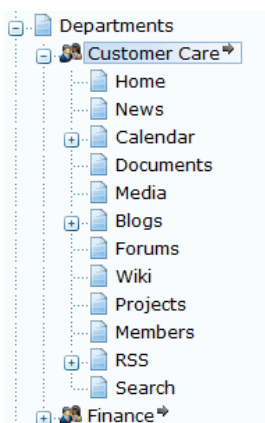 Departments
Customer Care
Home
News
Calendar
Documents
Media
Blogs
Forums
Wiki
Projects
Members
RSS
Search
Finance